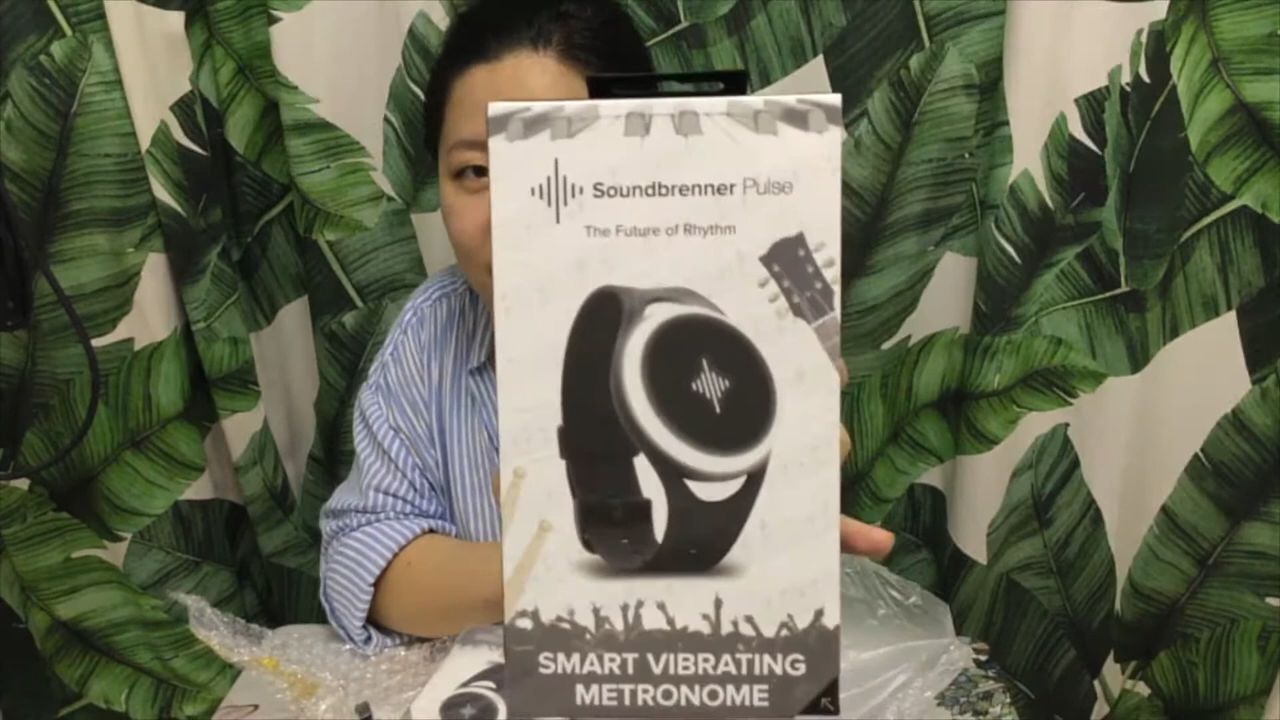 Soundbrenner Pulse
The Future of Rhythm
SMART VIBRATING
METRONOME